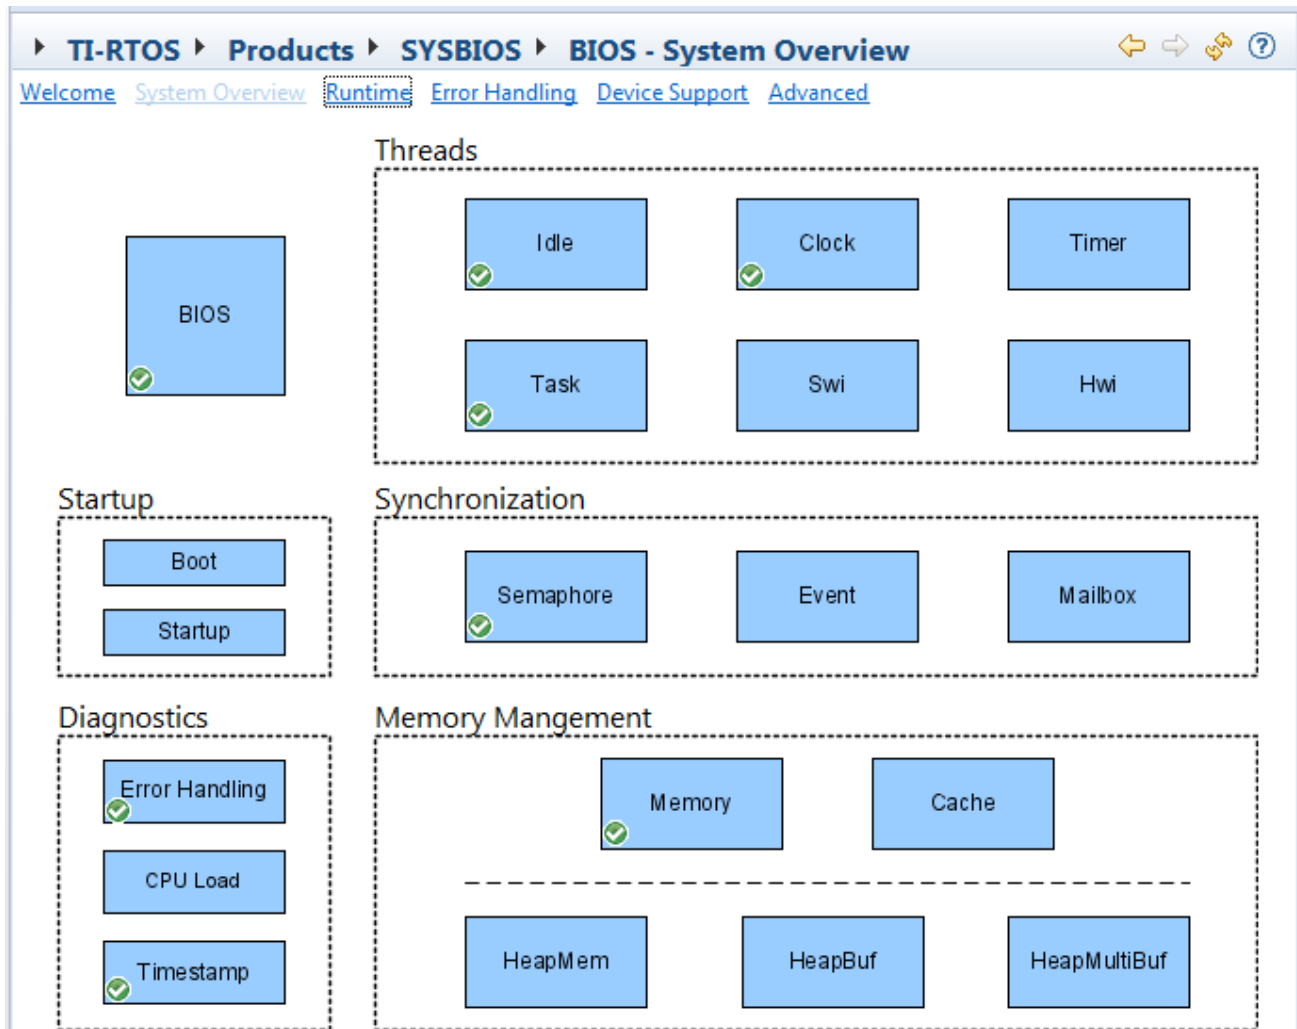 TI-RTOS Products SYSBIOS BIOS - System Overview
Welcome System Overview Runtime Error Handling Device Support Advanced
Threads
Idle Clock Timer
BIOS
Task Swi Hwi
Startup Synchronization
Boot
Semaphore Event Mailbox
Startup
Diagnostics Memory Mangement
Error Handling
Memory Cache
CPU Load
HeapMem HeapBuf HeapMultiBuf
Timestamp